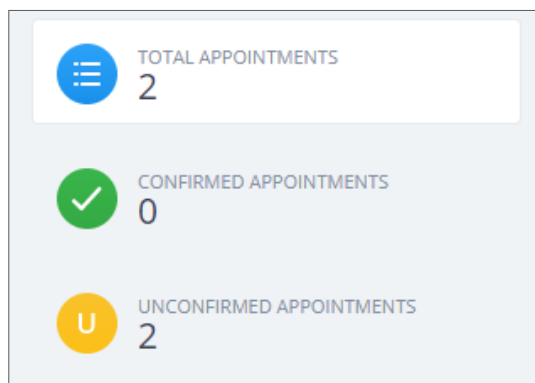 TOTAL APPOINTMENTS
2
CONFIRMED APPOINTMENTS
0
U
UNCONFIRMED APPOINTMENTS
2